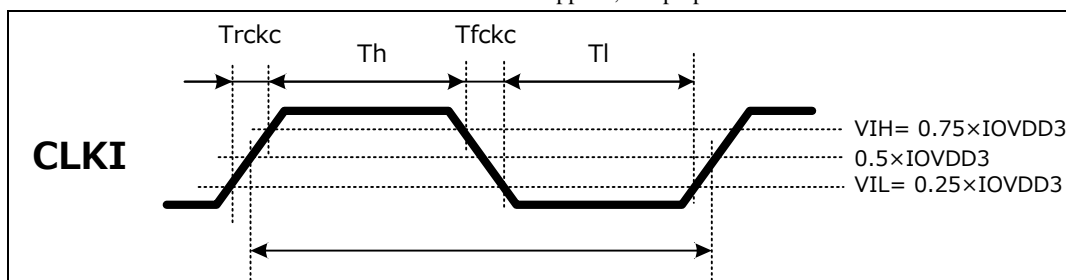 Trckc
Tfckc
Th
Tl
CLKI
VIH= 0.75×IOVDD3
0.5×IOVDD3
VIL= 0.25×IOVDD3